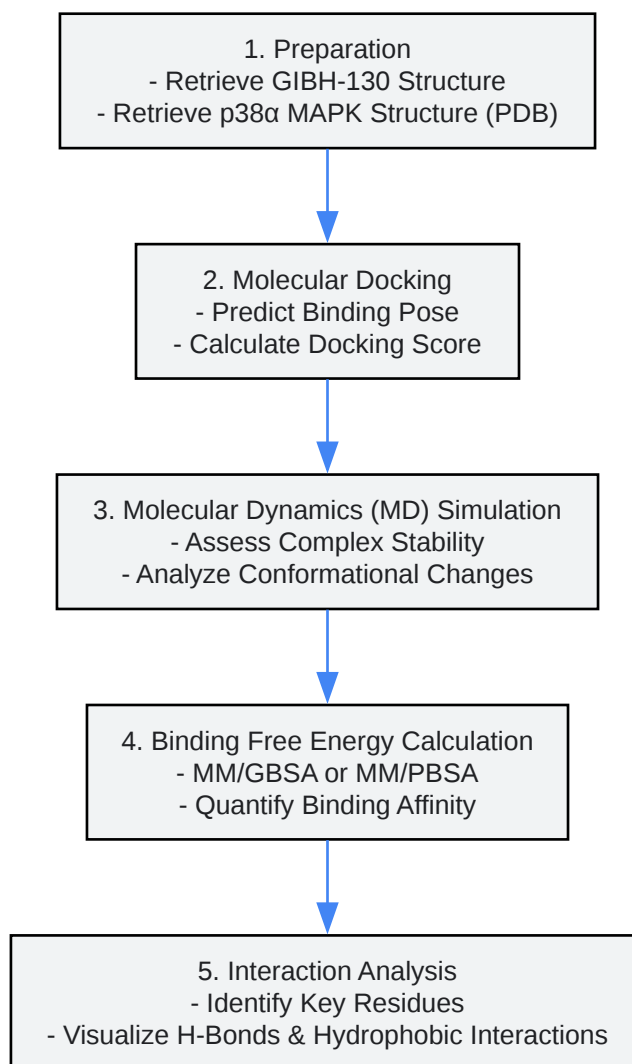 1. Preparation
- Retrieve GIBH-130 Structure
- Retrieve p38α MAPK Structure (PDB)
2. Molecular Docking
- Predict Binding Pose
- Calculate Docking Score
3. Molecular Dynamics (MD) Simulation
- Assess Complex Stability
- Analyze Conformational Changes
4. Binding Free Energy Calculation
- MM/GBSA or MM/PBSA
- Quantify Binding Affinity
5. Interaction Analysis
- Identify Key Residues
- Visualize H-Bonds & Hydrophobic Interactions